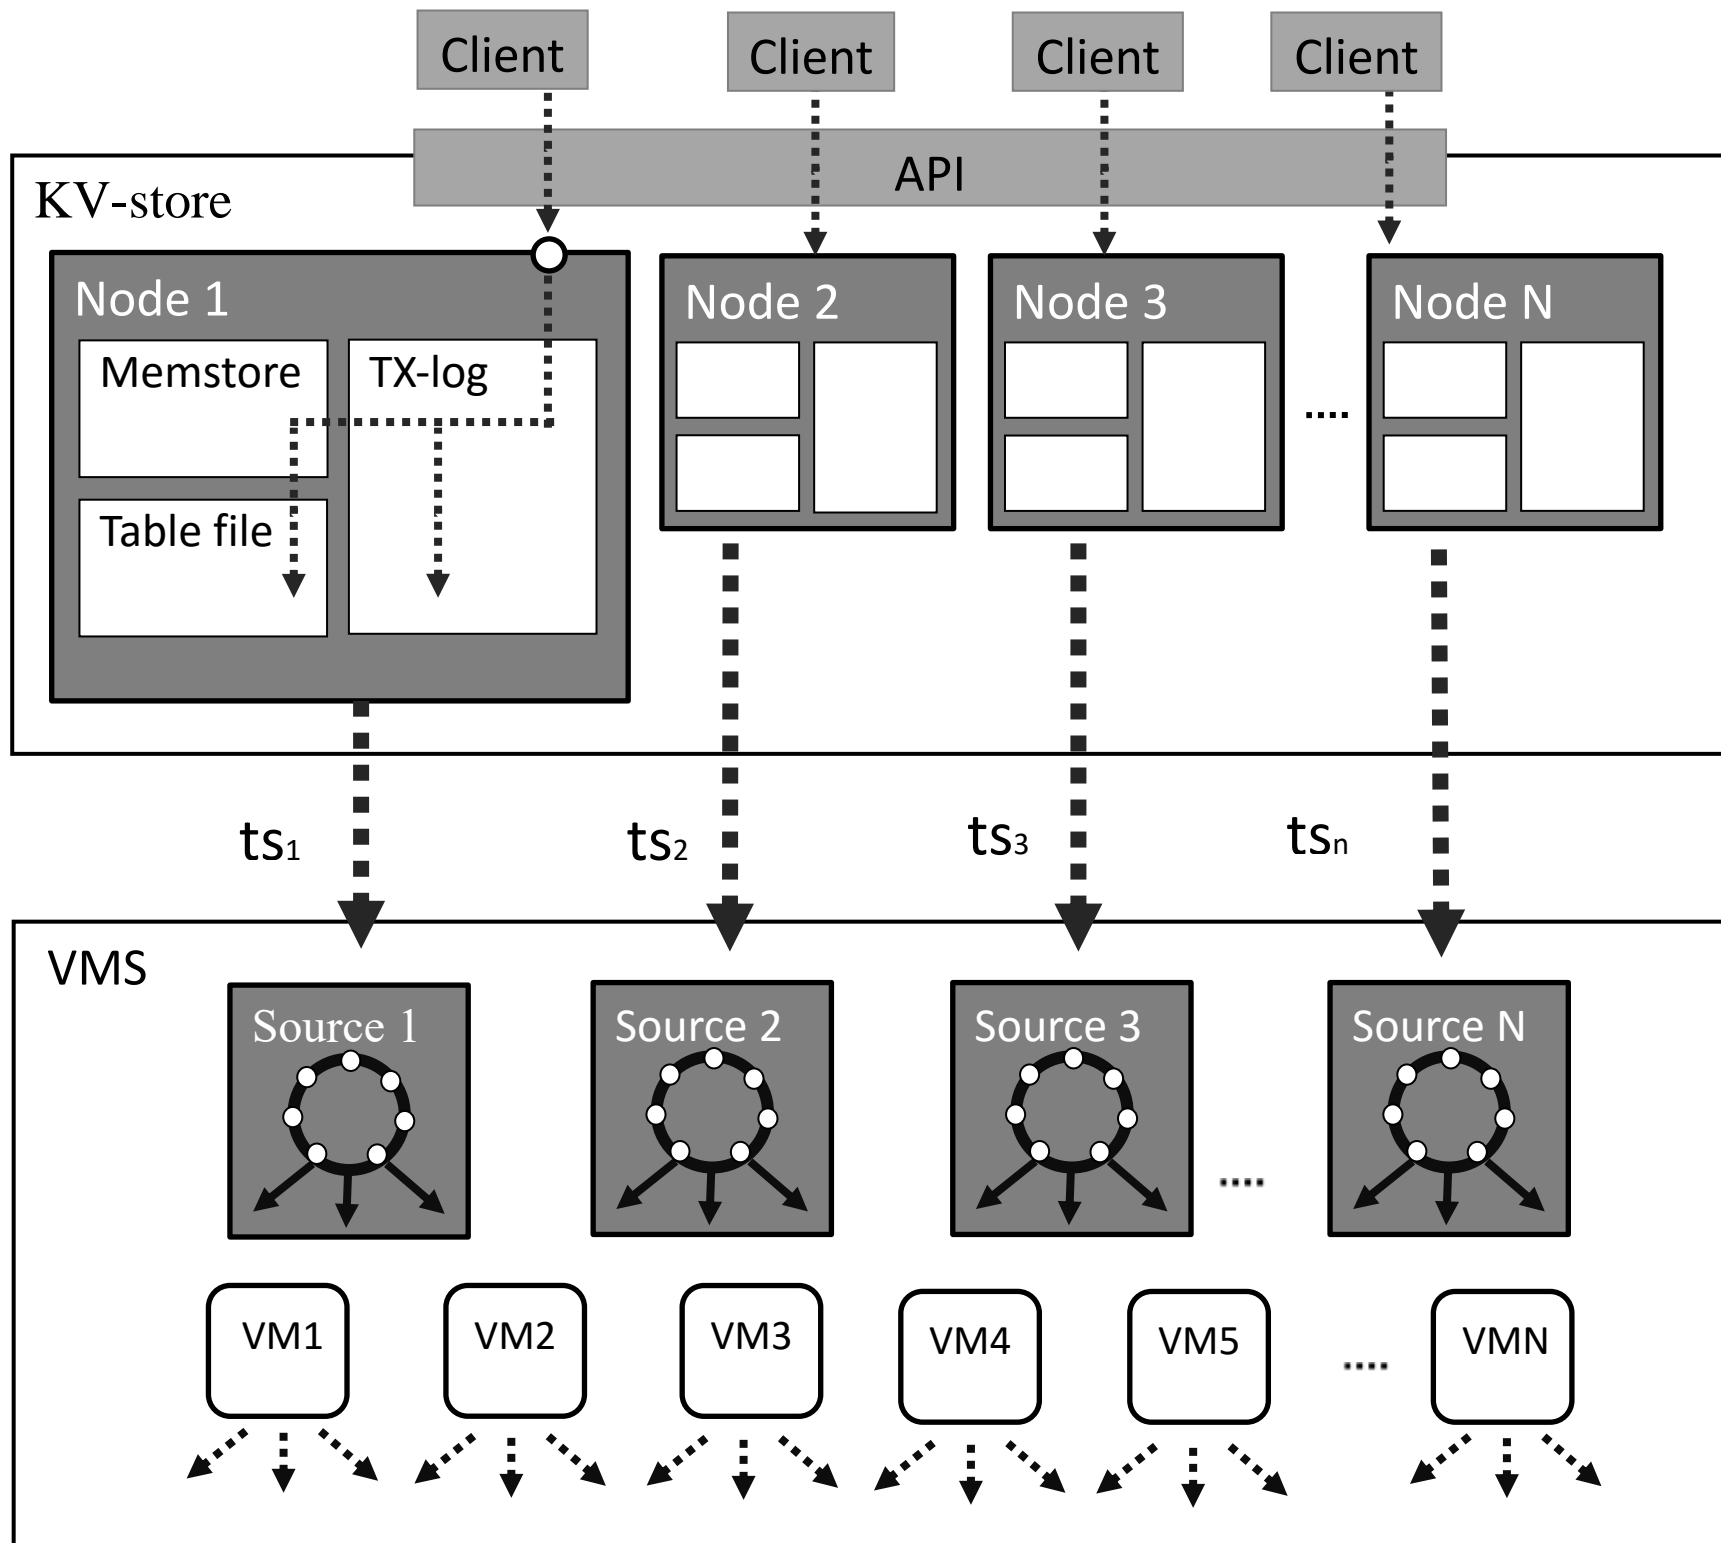 Client Client Client Client
API
KV-store
Node 1 Node 2 Node 3 Node N
Memstore TX-log
....
Table file
ts1 ts2 ts3 tsn
VMS
Source 1 Source 2 Source 3 Source N
....
VM1 VM2 VM3 VM4 VM5 .... VMN